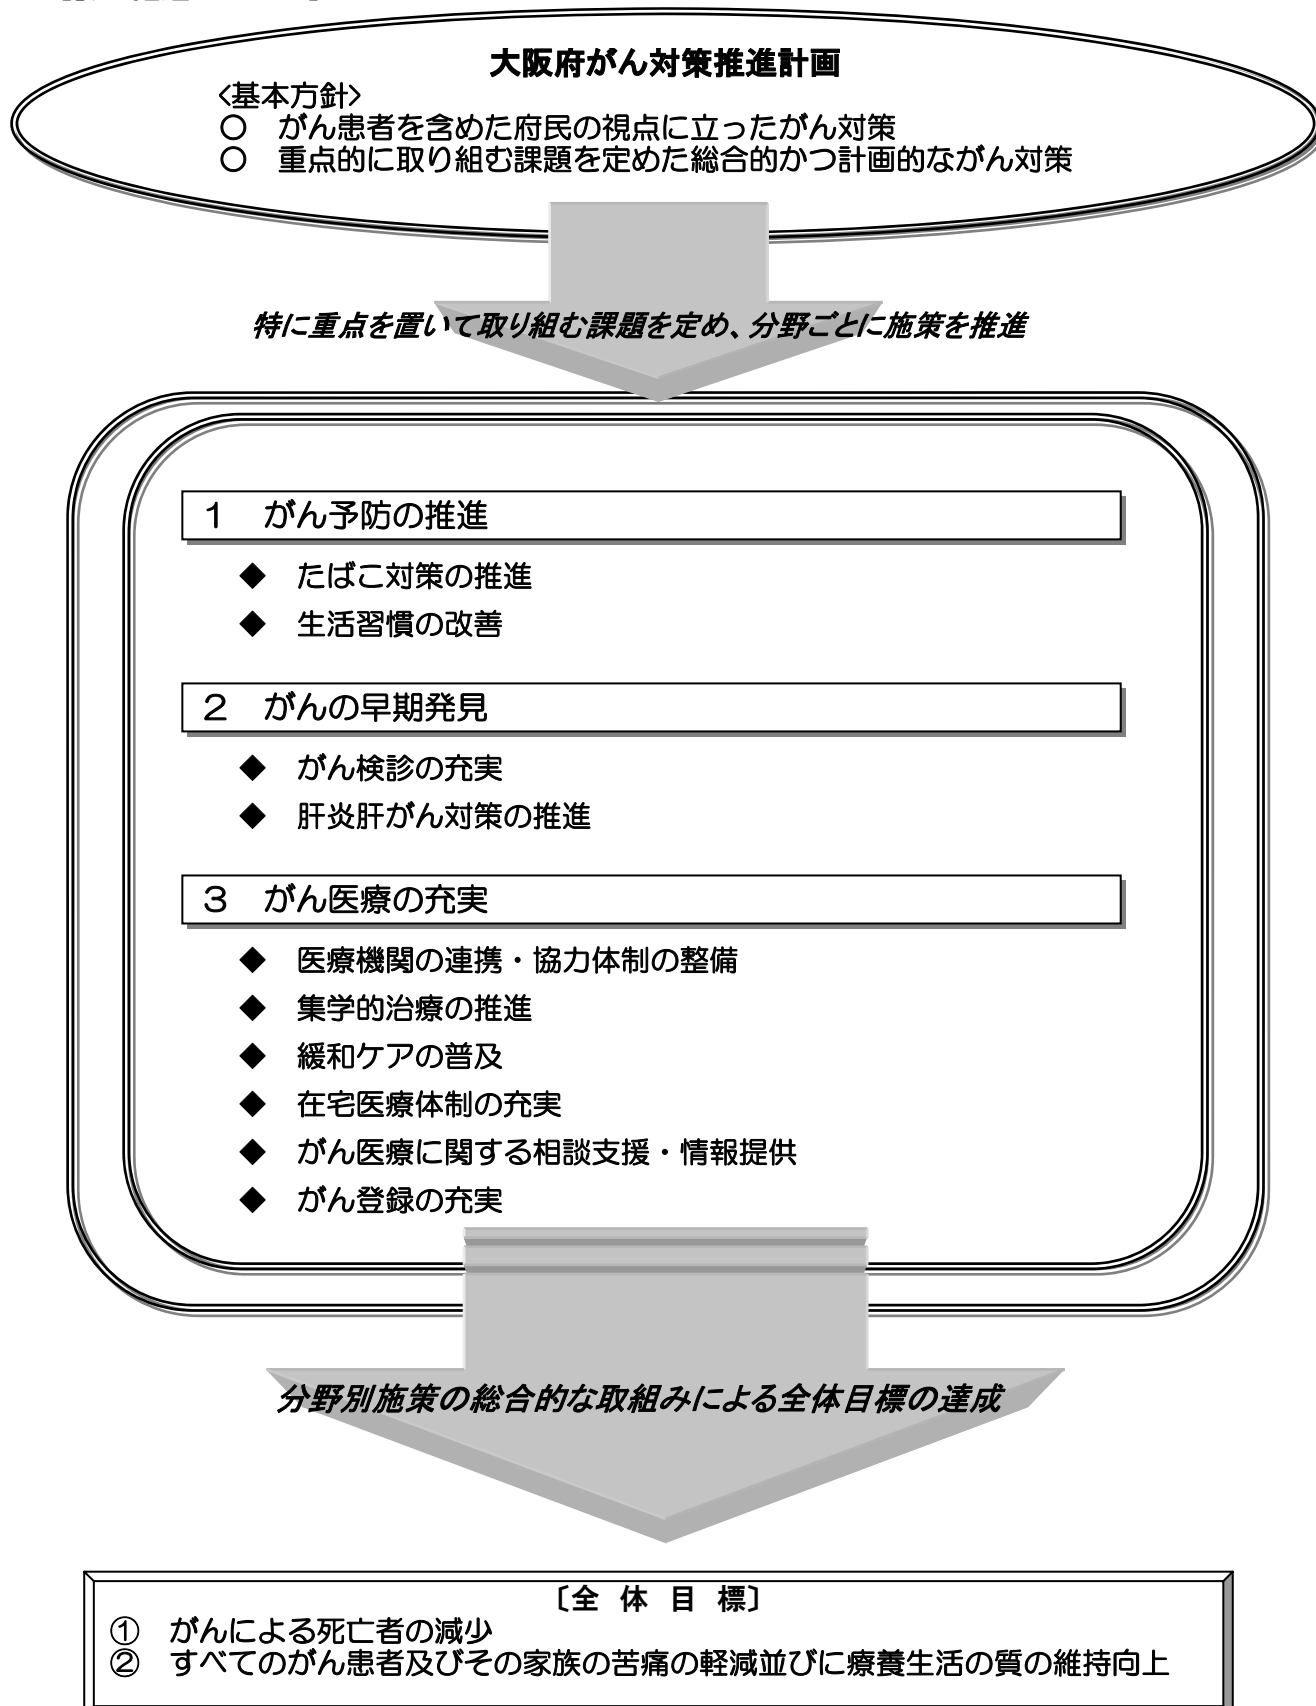 大阪府がん対策推進計画
<基本方針>
○　がん患者を含めた府民の視点に立ったがん対策
○　重点的に取り組む課題を定めた総合的かつ計画的ながん対策
特に重点を置いて取り組む課題を定め、分野ごとに施策を推進
１　がん予防の推進
◆　たばこ対策の推進
◆　生活習慣の改善
２　がんの早期発見
◆　がん検診の充実
◆　肝炎肝がん対策の推進
３　がん医療の充実
◆　医療機関の連携・協力体制の整備
◆　集学的治療の推進
◆　緩和ケアの普及
◆　在宅医療体制の充実
◆　がん医療に関する相談支援・情報提供
◆　がん登録の充実
分野別施策の総合的な取組みによる全体目標の達成
〔全 体 目 標〕
①　がんによる死亡者の減少
②　すべてのがん患者及びその家族の苦痛の軽減並びに療養生活の質の維持向上